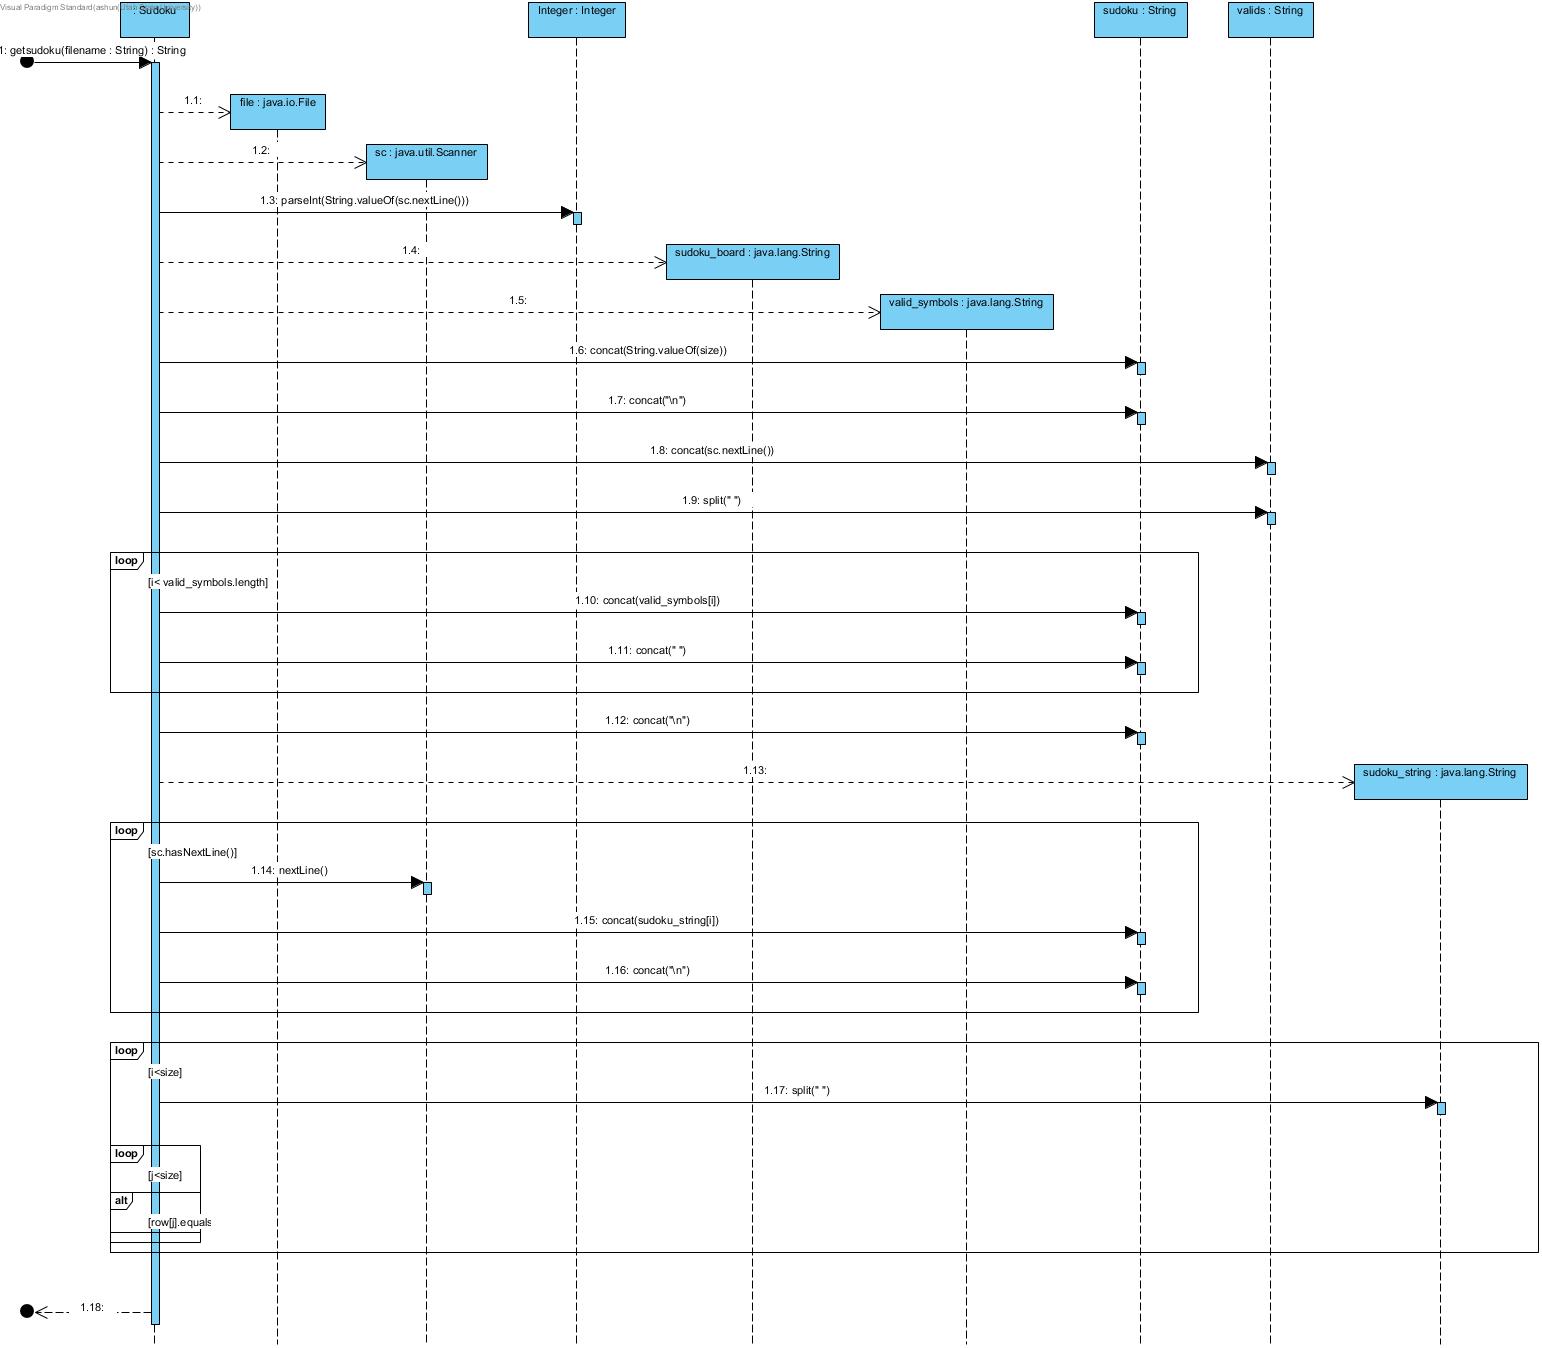 Visual Paradigm Standard(ashun(
: Sudoku
Integer : Integer
sudoku : String
valids : String
1: getsudoku(filename : String) : String
1.1:
file : java.io.File
1.2:
sc : java.util.Scanner
1.3: parseInt(String.valueOf(sc.nextLine()))
1.4:
sudoku_board : java.lang.String
1.5:
valid_symbols : java.lang.String
1.6: concat(String.valueOf(size))
1.7: concat("\n")
1.8: concat(sc.nextLine())
1.9: split(" ")
loop
[i< valid_symbols.length]
1.10: concat(valid_symbols[i])
1.11: concat(" ")
1.12: concat("\n")
1.13:
sudoku_string : java.lang.String
loop
[sc.hasNextLine()]
1.14: nextLine()
1.15: concat(sudoku_string[i])
1.16: concat("\n")
loop
[i<size]
1.17: split(" ")
loop
[j<size]
alt
[row[j].equals
1.18: